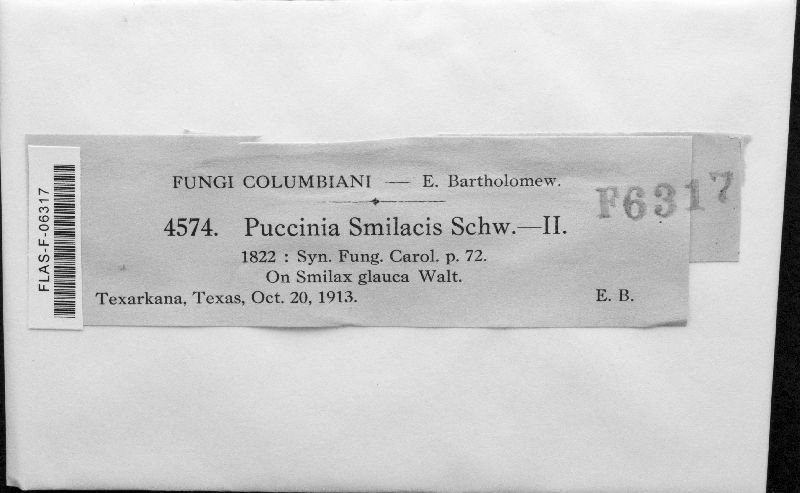 FLAS-F-06317
FUNGI COLUMBIANI — E. Bartholomew.
F6317
4574. Puccinia Smilacis Schw.—II.
1822 : Syn. Fung. Carol. p. 72.
On Smilax glauca Walt.
Texarkana, Texas, Oct. 20, 1913. E. B.